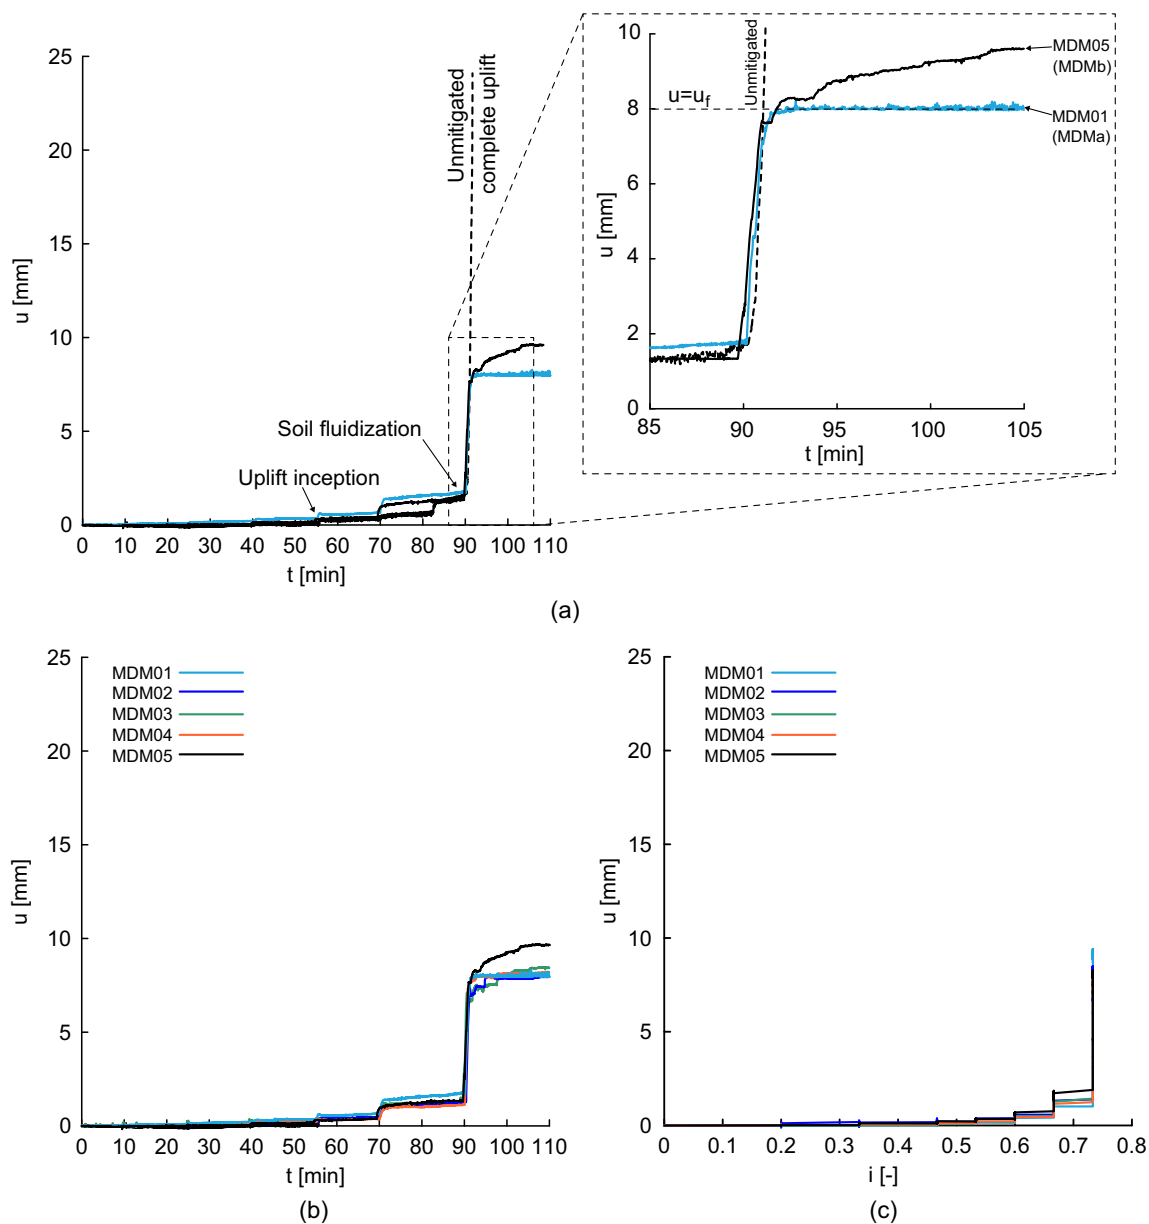 25
20
15
10
5
0
u [mm]
0 10 20 30 40 50 60 70 80 90 100 110
t [min]
Unmitigated
complete uplift
Soil fluidization
Uplift inception
10
8
6
4
2
0
u [mm]
85 90 95 100 105
t [min]
Unmitigated
u=uf
MDM05
(MDMb)
MDM01
(MDMa)
(a)
25
20
15
10
5
0
u [mm]
MDM01
MDM02
MDM03
MDM04
MDM05
0 10 20 30 40 50 60 70 80 90 100 110
t [min]
(b)
25
20
15
10
5
0
u [mm]
MDM01
MDM02
MDM03
MDM04
MDM05
0 0.1 0.2 0.3 0.4 0.5 0.6 0.7 0.8
i [-]
(c)